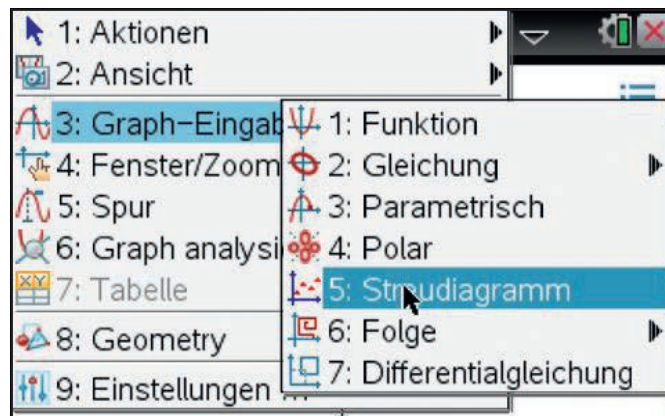 1: Aktionen
2: Ansicht
3: Graph-Eingab
4: Fenster/Zoom
5: Spur
6: Graph analysi
XY
7: Tabelle
8: Geometry
9: Einstellungen ...
1: Funktion
2: Gleichung
3: Parametrisch
4: Polar
5: Streudiagramm
6: Folge
7: Differentialgleichung